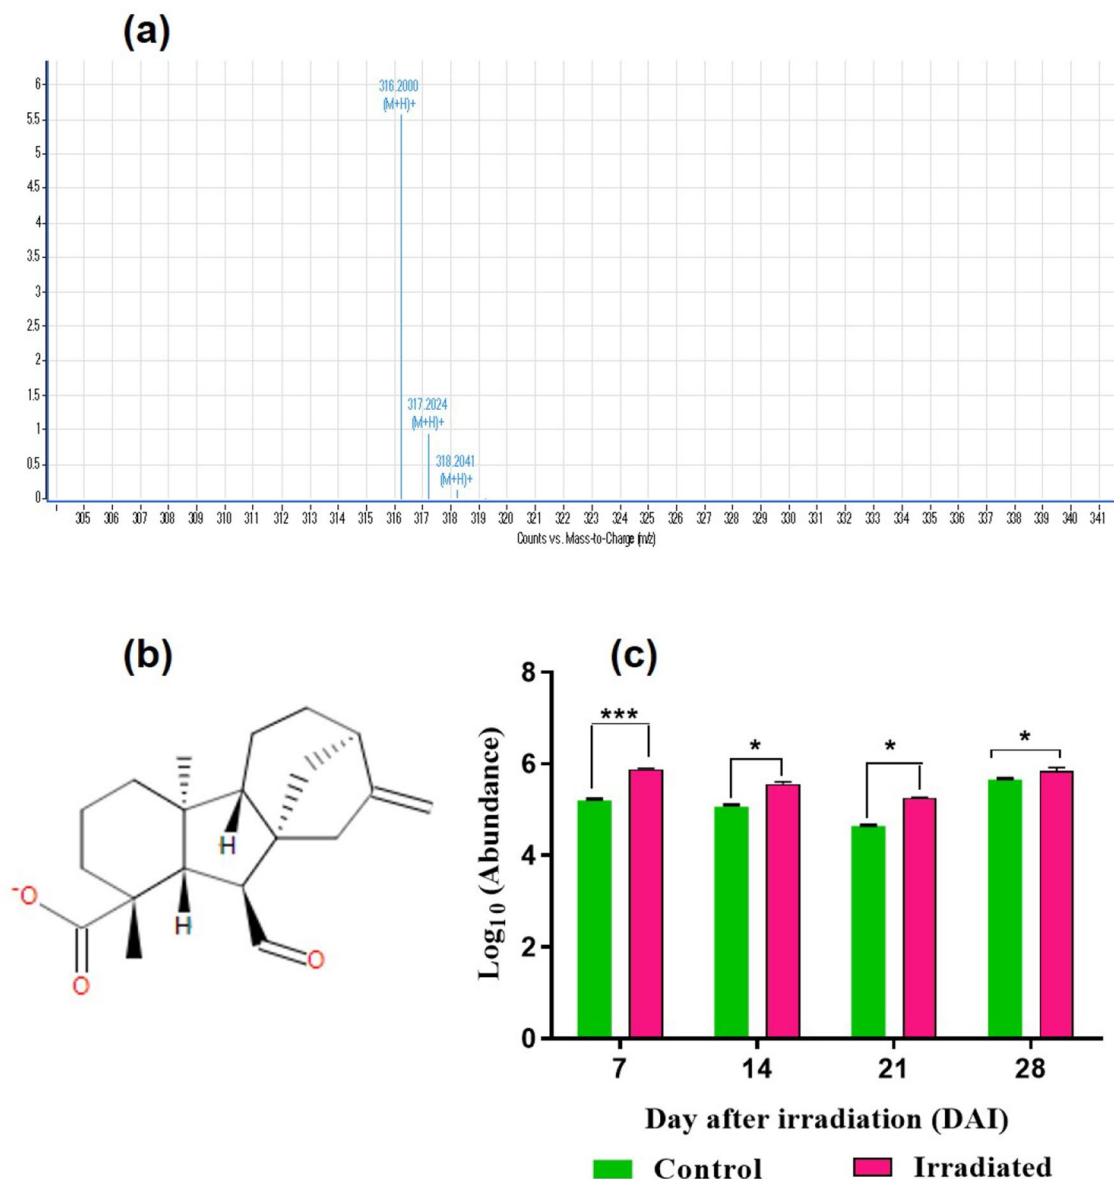 (a)
6
5.5
5
4.5
4
3.5
3
2.5
2
1.5
1
0.5
0
316.2000
(M+H)+
317.2024
(M+H)+
318.2041
(M+H)+
305 306 307 308 309 310 311 312 313 314 315 316 317 318 319 320 321 322 323 324 325 326 327 328 329 330 331 332 333 334 335 336 337 338 339 340 341
Counts vs. Mass-to-Charge (m/z)
(b)
H
H
-O
O
O
(c)
8
6
4
2
0
Log10 (Abundance)
***
*
*
*
7 14 21 28
Day after irradiation (DAI)
Control Irradiated